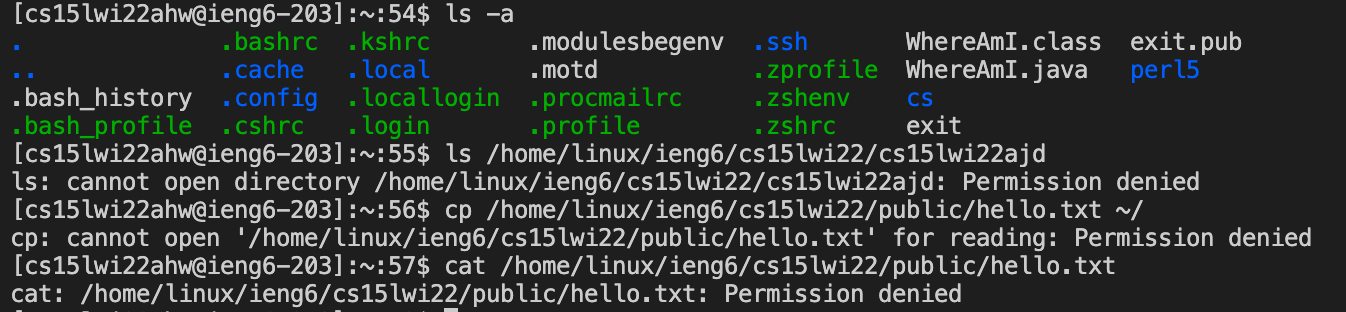 [cs15lwi22ahw@ieng6-203]:~:54$ ls -a
. .bashrc .kshrc .modulesbegenv .ssh WhereAmI.class exit.pub
.. .cache .local .motd .zprofile WhereAmI.java perl5
.bash_history .config .locallogin .procmailrc .zshenv cs
.bash_profile .cshrc .login .profile .zshrc exit
[cs15lwi22ahw@ieng6-203]:~:55$ ls /home/linux/ieng6/cs15lwi22/cs15lwi22ajd
ls: cannot open directory /home/linux/ieng6/cs15lwi22/cs15lwi22ajd: Permission denied
[cs15lwi22ahw@ieng6-203]:~:56$ cp /home/linux/ieng6/cs15lwi22/public/hello.txt ~/
cp: cannot open '/home/linux/ieng6/cs15lwi22/public/hello.txt' for reading: Permission denied
[cs15lwi22ahw@ieng6-203]:~:57$ cat /home/linux/ieng6/cs15lwi22/public/hello.txt
cat: /home/linux/ieng6/cs15lwi22/public/hello.txt: Permission denied